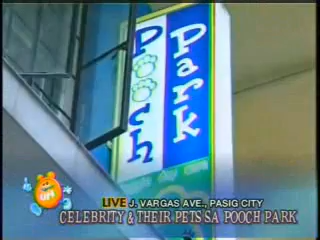 Pooch
Park
LIVE J. VARGAS AVE., PASIG CITY
CELEBRITY & THEIR PETS SA POOCH PARK